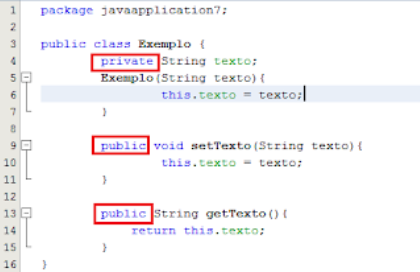 1 package javaapplication7;
2
3 public class Exemplo {
4 private String texto;
5 Exemplo(String texto){
6 this.texto = texto;
7 }
8
9 public void setTexto(String texto){
10 this.texto = texto;
11 }
12
13 public String getTexto(){
14 return this.texto;
15 }
16 }